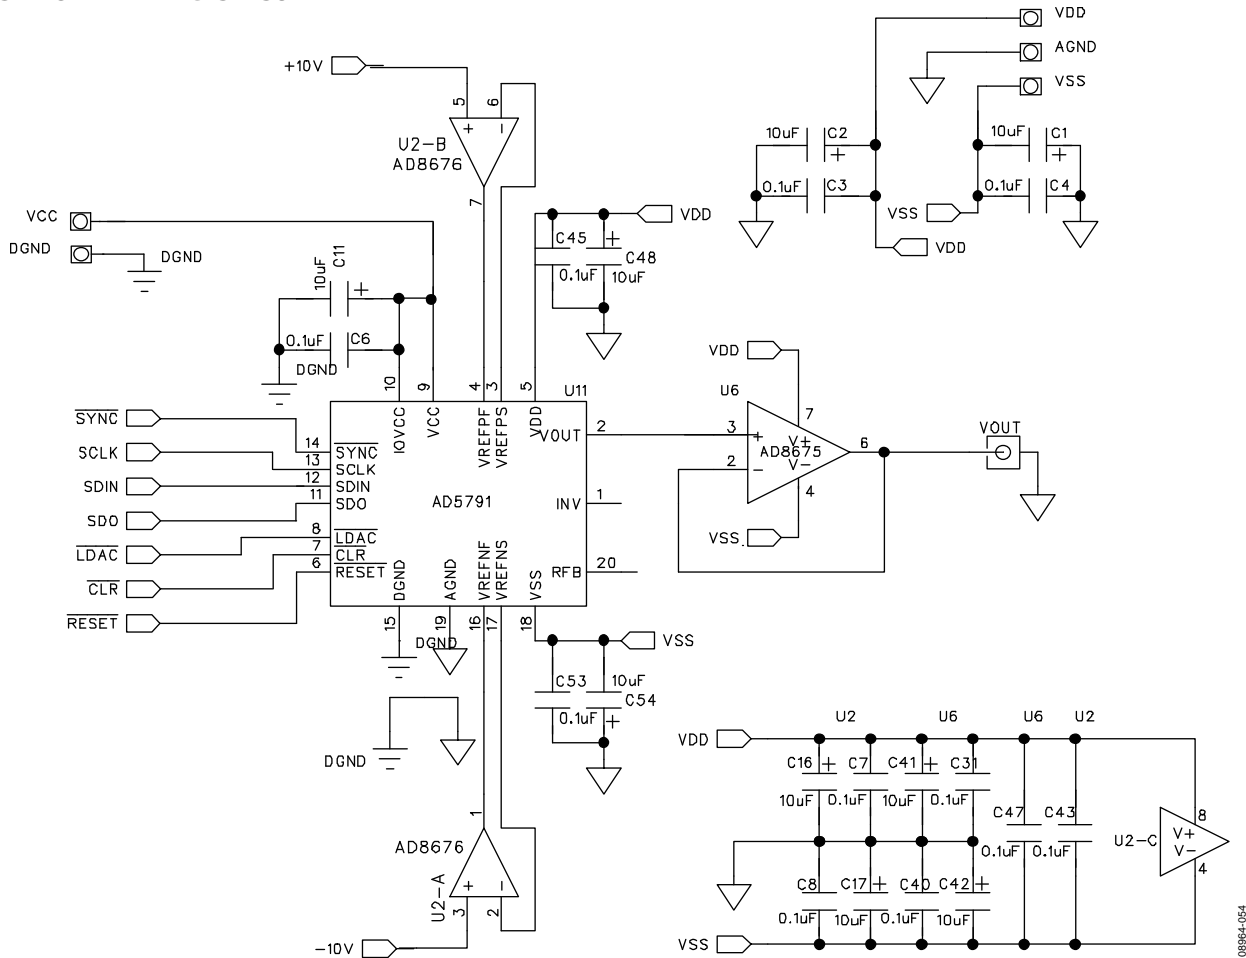 VDD
AGND
VSS
+10V
5
6
+
−
U2-B
AD8676
7
10uF
C2
+
0.1uF
C3
VDD
10uF
C1
+
0.1uF
C4
VSS
VCC
DGND
DGND
10uF
C11
+
0.1uF
C6
DGND
C45
0.1uF
+
C48
10uF
VDD
10
9
4
3
5
U11
IOVCC
VCC
VREFPF
VREFPS
VDD
SYNC
SCLK
SDIN
SDO
LDAC
CLR
RESET
14
13
12
11
8
7
6
SYNC
SCLK
SDIN
SDO
LDAC
CLR
RESET
AD5791
VOUT
2
INV
1
RFB
20
DGND
AGND
VREFNF
VREFNS
VSS
15
19
16
17
18
DGND
VDD
U6
7
3
+
V+
AD8675
2
−
V−
6
4
VSS
VOUT
VSS
C53
0.1uF
10uF
C54
+
DGND
1
AD8676
U2-A
+
−
3
2
-10V
U2
U6
U6
U2
VDD
C16
+
10uF
C7
0.1uF
C41
+
10uF
C31
0.1uF
C47
0.1uF
C43
0.1uF
U2-C
8
V+
V−
4
C8
0.1uF
C17
+
10uF
C40
0.1uF
C42
+
10uF
VSS
08964-054